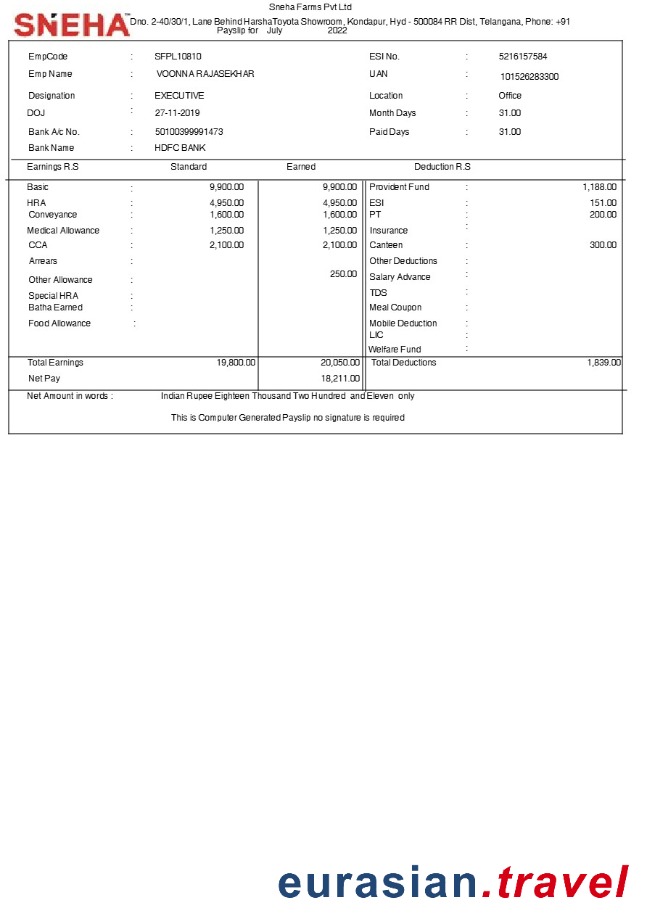 Sneha Farms Pvt Ltd
SNEHA™ Dno. 2-40/30/1, Lane Behind HarshaToyota Showroom, Kondapur, Hyd - 500084 RR Dist, Telangana, Phone: +91
Payslip for July 2022
EmpCode : SFPL10810 ESI No. : 5216157584
Emp Name : VOONNA RAJASEKHAR UAN : 101526283300
Designation : EXECUTIVE Location : Office
DOJ : 27-11-2019 Month Days : 31.00
Bank A/c No. : 50100399991473 Paid Days : 31.00
Bank Name : HDFC BANK
Earnings R.S Standard Earned Deduction R.S
Basic : 9,900.00 9,900.00 Provident Fund : 1,188.00
HRA : 4,950.00 4,950.00 ESI : 151.00
Conveyance : 1,600.00 1,600.00 PT : 200.00
Medical Allowance : 1,250.00 1,250.00 Insurance :
CCA : 2,100.00 2,100.00 Canteen : 300.00
Arrears : Other Deductions :
Other Allowance : 250.00 Salary Advance :
Special HRA : TDS :
Batha Earned : Meal Coupon :
Food Allowance : Mobile Deduction :
LIC :
Welfare Fund :
Total Earnings 19,800.00 20,050.00 Total Deductions 1,839.00
Net Pay 18,211.00
Net Amount in words : Indian Rupee Eighteen Thousand Two Hundred and Eleven only
This is Computer Generated Payslip no signature is required
eurasian.travel